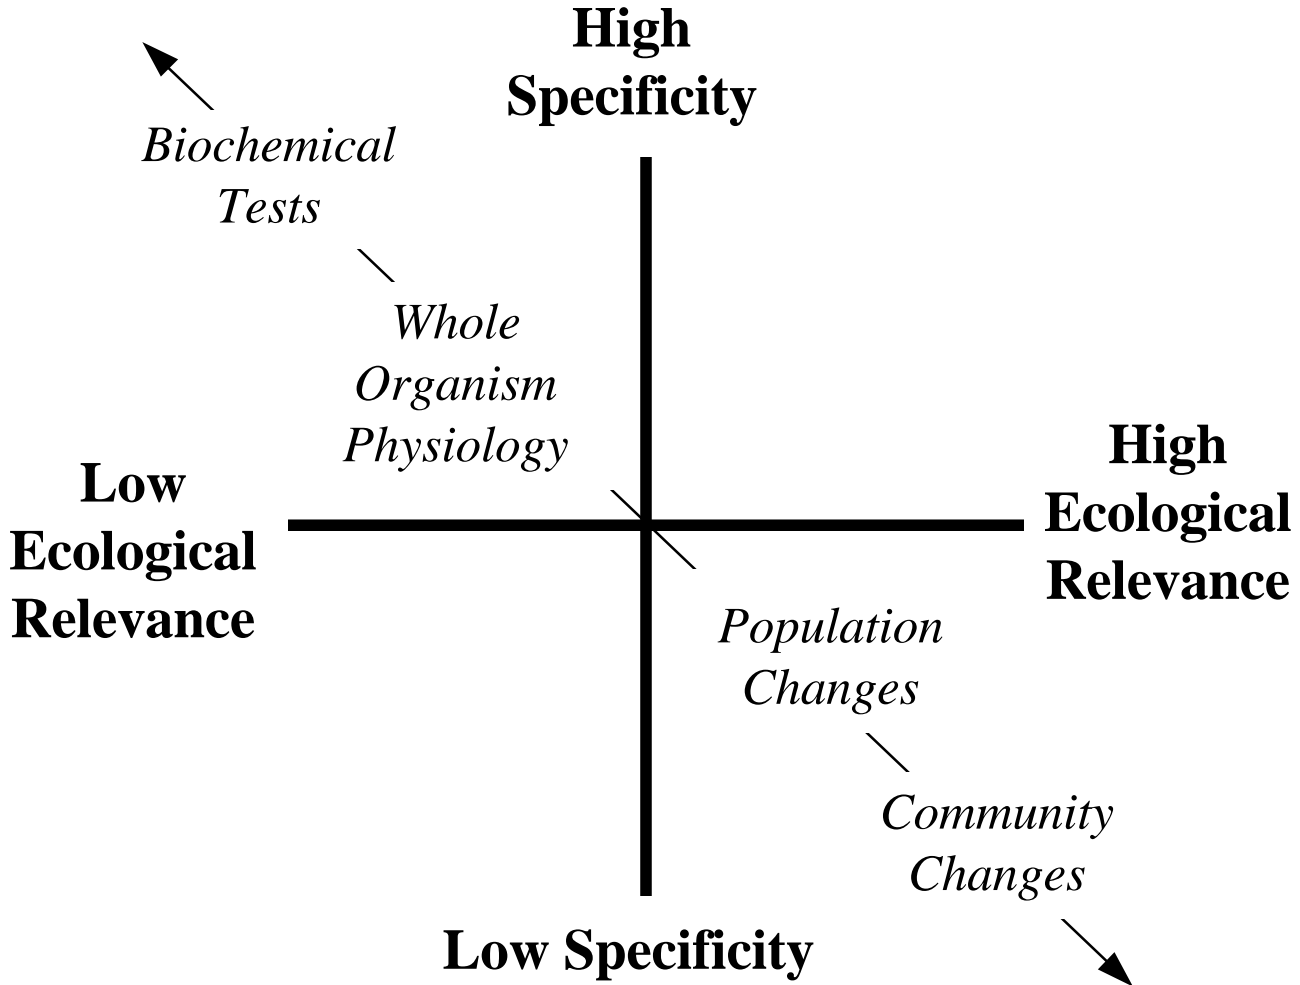 High
Specificity
Biochemical
Tests
Whole
Organism
Physiology
Low
Ecological
Relevance
High
Ecological
Relevance
Population
Changes
Community
Changes
Low Specificity